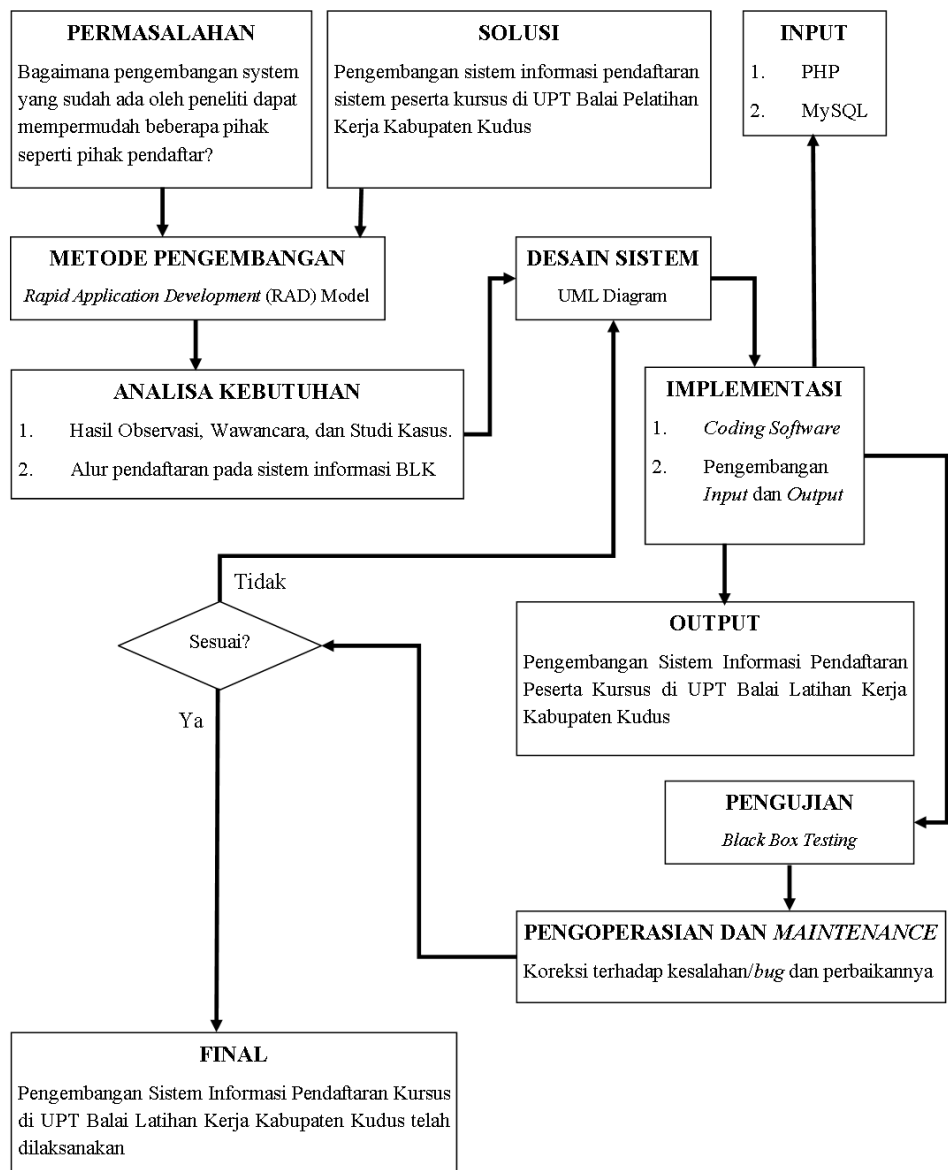 PERMASALAHAN
Bagaimana pengembangan system
yang sudah ada oleh peneliti dapat
mempermudah beberapa pihak
seperti pihak pendaftar?
SOLUSI
Pengembangan sistem informasi pendaftaran
sistem peserta kursus di UPT Balai Pelatihan
Kerja Kabupaten Kudus
INPUT
1. PHP
2. MySQL
METODE PENGEMBANGAN
Rapid Application Development (RAD) Model
DESAIN SISTEM
UML Diagram
ANALISA KEBUTUHAN
1. Hasil Observasi, Wawancara, dan Studi Kasus.
2. Alur pendaftaran pada sistem informasi BLK
IMPLEMENTASI
1. Coding Software
2. Pengembangan
Input dan Output
Tidak
Sesuai?
Ya
OUTPUT
Pengembangan Sistem Informasi Pendaftaran
Peserta Kursus di UPT Balai Latihan Kerja
Kabupaten Kudus
PENGUJIAN
Black Box Testing
PENGOPERASIAN DAN MAINTENANCE
Koreksi terhadap kesalahan/bug dan perbaikannya
FINAL
Pengembangan Sistem Informasi Pendaftaran Kursus
di UPT Balai Latihan Kerja Kabupaten Kudus telah
dilaksanakan